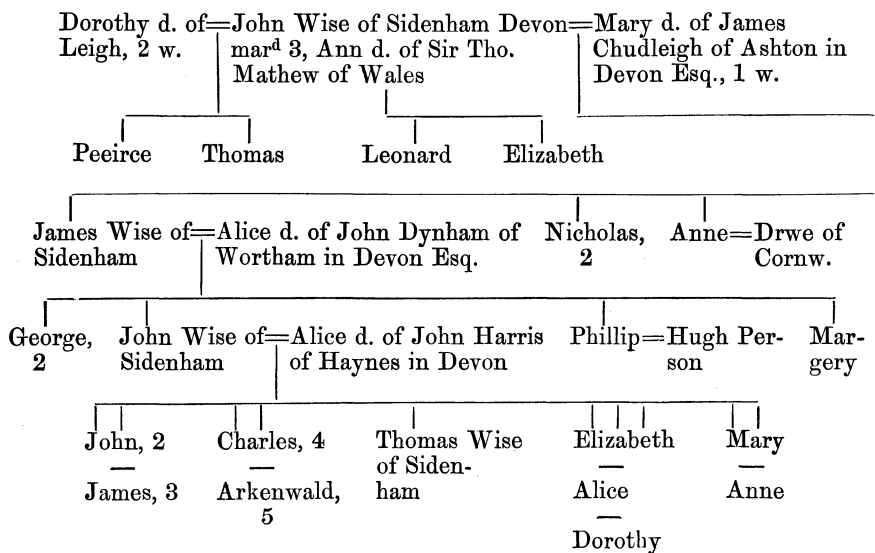 Dorothy d. of=John Wise of Sidenham Devon=Mary d. of James
Leigh, 2 w. marᵈ 3, Ann d. of Sir Tho. Chudleigh of Ashton in
Mathew of Wales Devon Esq., 1 w.
Peeirce Thomas Leonard Elizabeth
James Wise of=Alice d. of John Dynham of Nicholas, Anne=Drwe of
Sidenham Wortham in Devon Esq. 2 Cornw.
George, John Wise of=Alice d. of John Harris Phillip=Hugh Per- Mar-
2 Sidenham of Haynes in Devon son gery
John, 2 Charles, 4 Thomas Wise Elizabeth Mary
of Siden-
James, 3 Arkenwald, ham Alice Anne
5
Dorothy